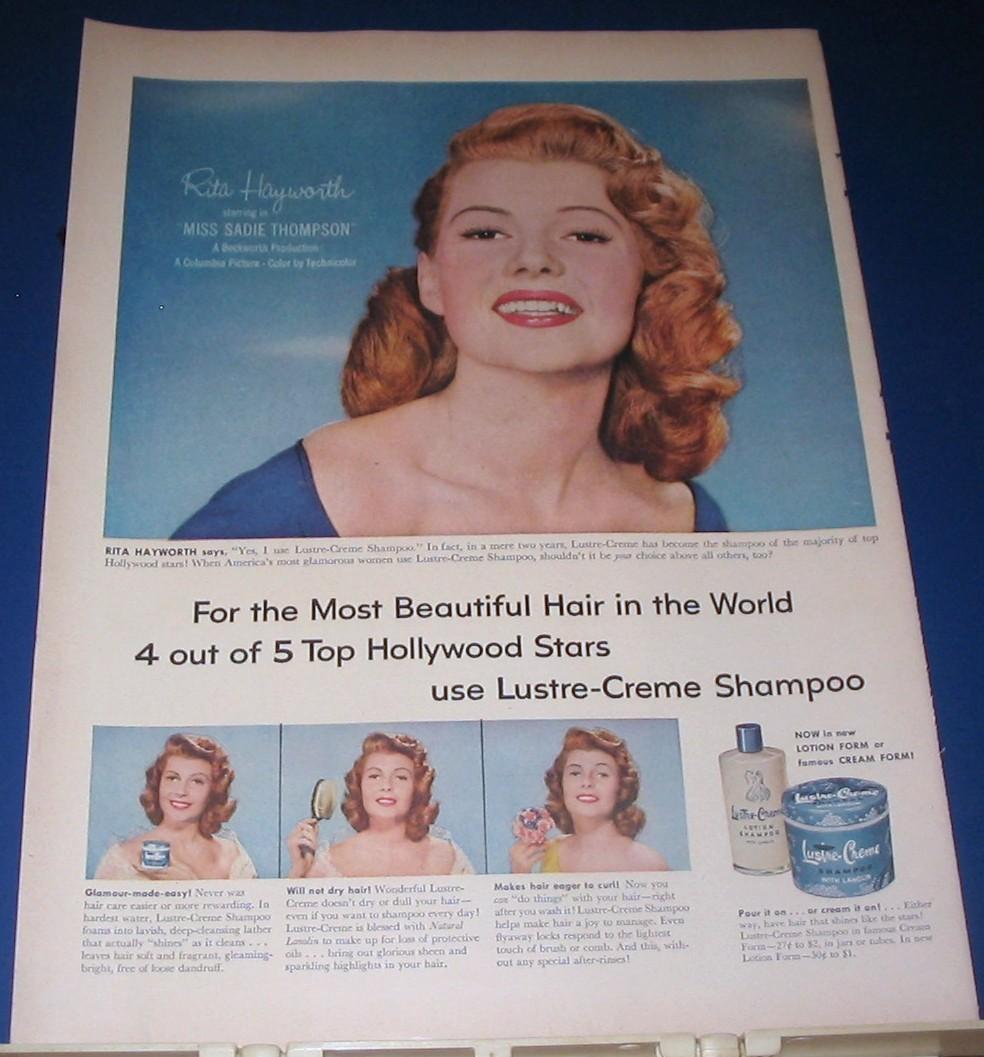 Rita Hayworth
starring in
"MISS SADIE THOMPSON"
A Beckworth Production
A Columbia Picture - Color by Technicolor
RITA HAYWORTH says, "Yes, I use Lustre-Creme Shampoo." In fact, in a mere two years, Lustre-Creme has become the shampoo of the majority of top
Hollywood stars! When America's most glamorous women use Lustre-Creme Shampoo, shouldn't it be your choice above all others, too?
For the Most Beautiful Hair in the World
4 out of 5 Top Hollywood Stars
use Lustre-Creme Shampoo
Glamour-made-easy! Never was
hair care easier or more rewarding. In
hardest water, Lustre-Creme Shampoo
foams into lavish, deep-cleansing lather
that actually "shines" as it cleans . . .
leaves hair soft and fragrant, gleaming-
bright, free of loose dandruff.
Will not dry hair! Wonderful Lustre-
Creme doesn't dry or dull your hair—
even if you want to shampoo every day!
Lustre-Creme is blessed with Natural
Lanolin to make up for loss of protective
oils . . . bring out glorious sheen and
sparkling highlights in your hair.
Makes hair eager to curl! Now you
can "do things" with your hair—right
after you wash it! Lustre-Creme Shampoo
helps make hair a joy to manage. Even
flyaway locks respond to the lightest
touch of brush or comb. And this, with-
out any special after-rinses!
NOW in new
LOTION FORM or
famous CREAM FORM!
Lustre-Creme
LOTION
SHAMPOO
WITH LANOLIN
Lustre-Creme
Lustre-Creme
SHAMPOO
WITH LANOLIN
Pour it on . . . or cream it on! . . . Either
way, have hair that shines like the stars!
Lustre-Creme Shampoo in famous Cream
Form—27¢ to $2, in jars or tubes. In new
Lotion Form—30¢ to $1.